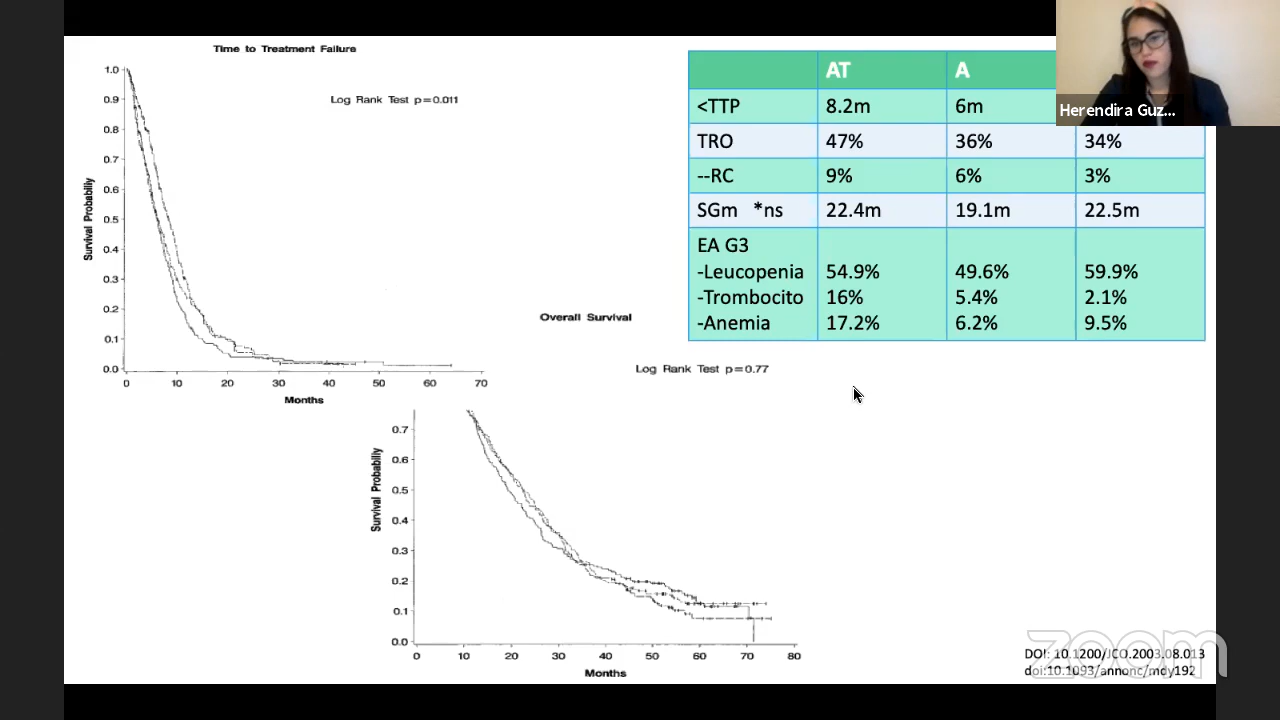 Time to Treatment Failure
Log Rank Test p=0.011
Survival Probability
1.0
0.9
0.8
0.7
0.6
0.5
0.4
0.3
0.2
0.1
0.0
0 10 20 30 40 50 60 70
Months
AT A
<TTP 8.2m 6m
TRO 47% 36% 34%
--RC 9% 6% 3%
SGm *ns 22.4m 19.1m 22.5m
EA G3
-Leucopenia 54.9% 49.6% 59.9%
-Trombocito 16% 5.4% 2.1%
-Anemia 17.2% 6.2% 9.5%
Herendira Guz...
Overall Survival
Log Rank Test p=0.77
Survival Probability
0.7
0.6
0.5
0.4
0.3
0.2
0.1
0.0
0 10 20 30 40 50 60 70 80
Months
DOI: 10.1200/JCO.2003.08.013
doi:10.1093/annonc/mdy192
zoom